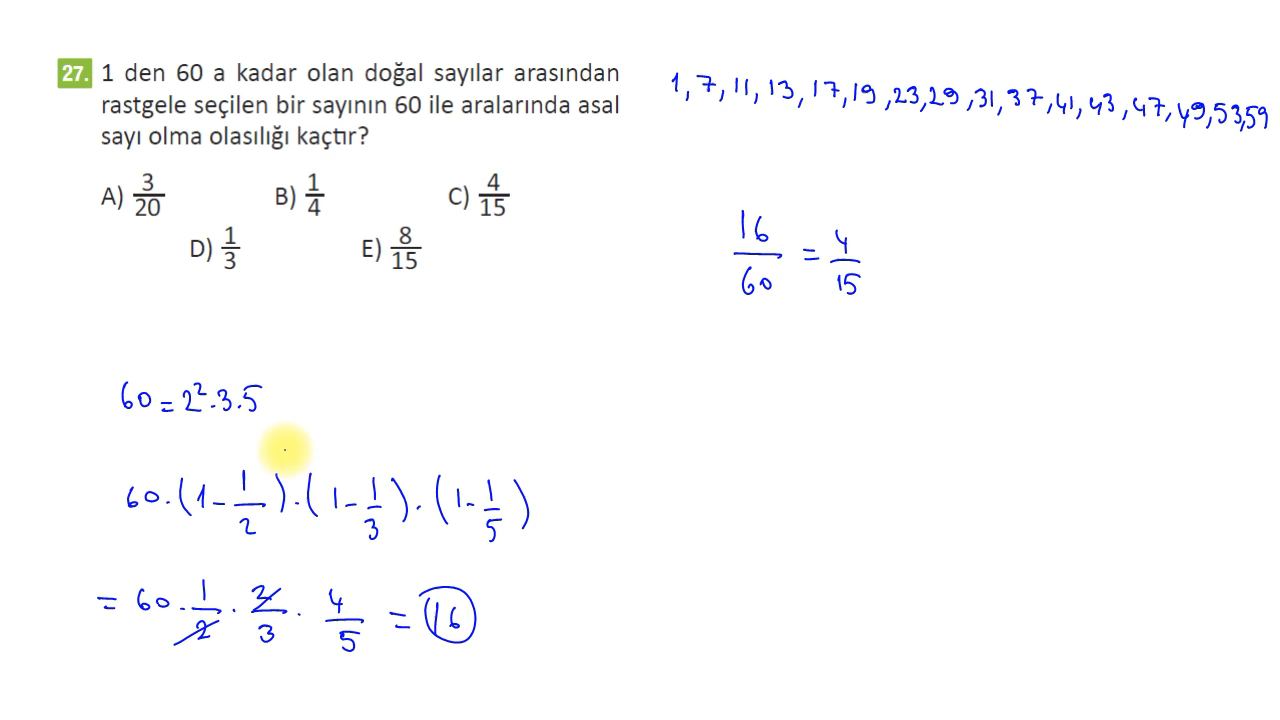 27. 1 den 60 a kadar olan doğal sayılar arasından
rastgele seçilen bir sayının 60 ile aralarında asal
sayı olma olasılığı kaçtır?
A) 3/20 B) 1/4 C) 4/15
D) 1/3 E) 8/15
1, 7, 11, 13, 17, 19, 23, 29, 31, 37, 41, 43, 47, 49, 53, 59
16/60 = 4/15
60 = 2².3.5
60.(1-1/2).(1-1/3).(1-1/5)
= 60.1/2.2/3.4/5 = 16